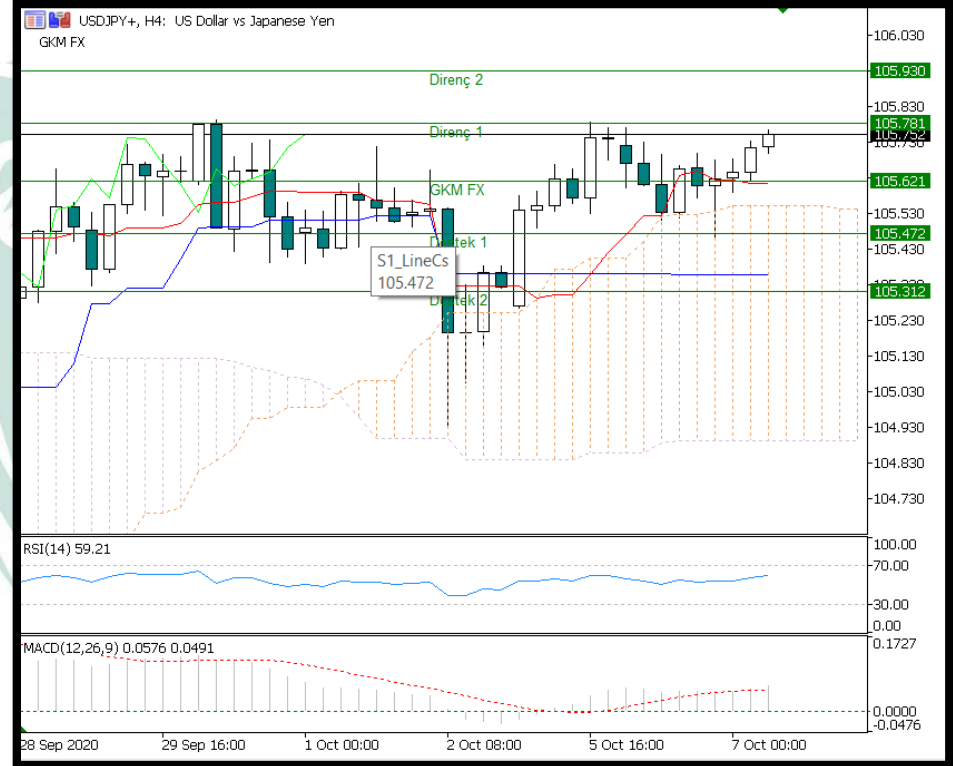 USDJPY+, H4: US Dollar vs Japanese Yen
GKM FX
106.030
105.930
Direnç 2
105.830
105.781
Direnç 1
105.752
105.730
105.621
GKM FX
105.530
105.472
S1_LineCs
105.472
105.430
105.312
105.230
105.130
105.030
104.930
104.830
104.730
RSI(14) 59.21
100.00
70.00
30.00
0.00
MACD(12,26,9) 0.0576 0.0491
0.1727
0.0000
-0.0476
28 Sep 2020 29 Sep 16:00 1 Oct 00:00 2 Oct 08:00 5 Oct 16:00 7 Oct 00:00